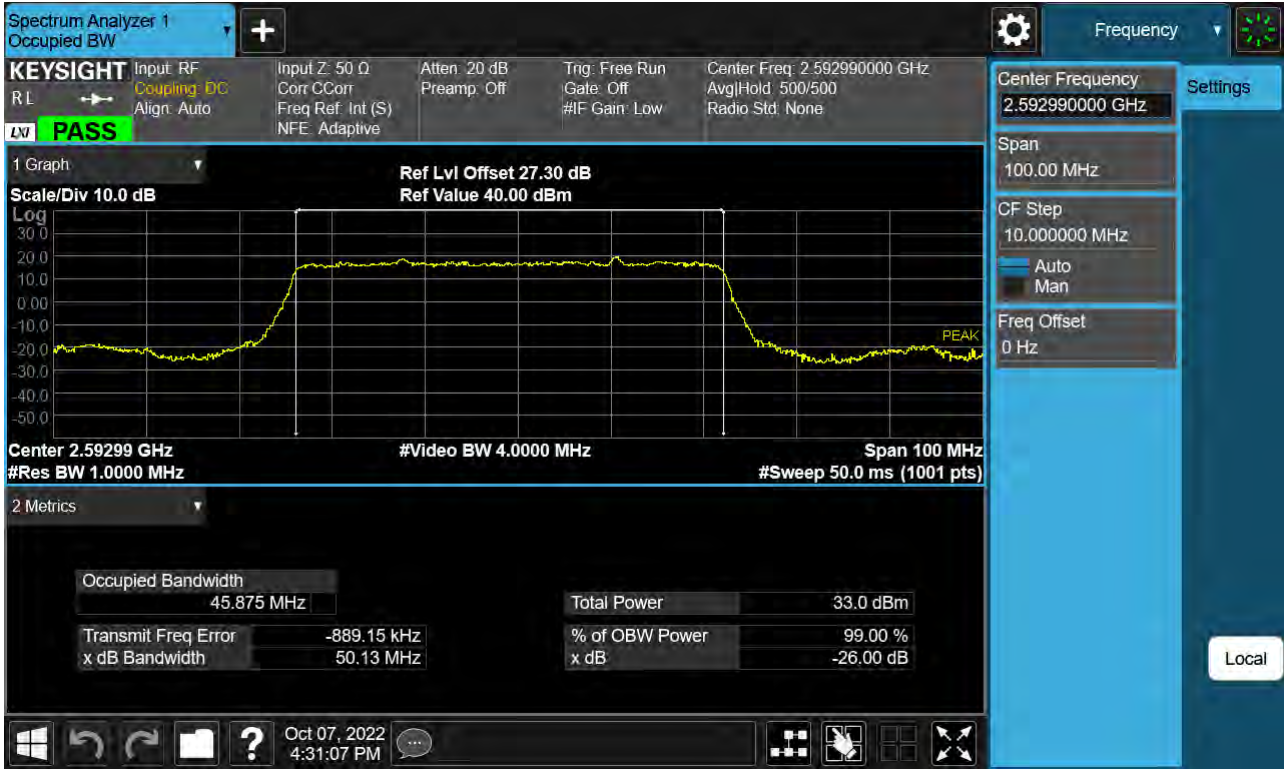 Spectrum Analyzer 1
Occupied BW
Frequency
KEYSIGHT
R L
LXI
PASS
Input: RF
Coupling: DC
Align: Auto
Input Z: 50 Ω
Corr CCorr
Freq Ref: Int (S)
NFE: Adaptive
Atten: 20 dB
Preamp: Off
Trig: Free Run
Gate: Off
#IF Gain: Low
Center Freq: 2.592990000 GHz
Avg|Hold: 500/500
Radio Std: None
Center Frequency
2.592990000 GHz
Settings
Span
100.00 MHz
CF Step
10.000000 MHz
Auto
Man
Freq Offset
0 Hz
Local
1 Graph
Scale/Div 10.0 dB
Ref Lvl Offset 27.30 dB
Ref Value 40.00 dBm
Log
30.0
20.0
10.0
0.00
-10.0
-20.0
-30.0
-40.0
-50.0
PEAK
Center 2.59299 GHz
#Video BW 4.0000 MHz
Span 100 MHz
#Res BW 1.0000 MHz
#Sweep 50.0 ms (1001 pts)
2 Metrics
Occupied Bandwidth
45.875 MHz
Total Power 33.0 dBm
Transmit Freq Error -889.15 kHz
% of OBW Power 99.00 %
x dB Bandwidth 50.13 MHz
x dB -26.00 dB
?
Oct 07, 2022
4:31:07 PM